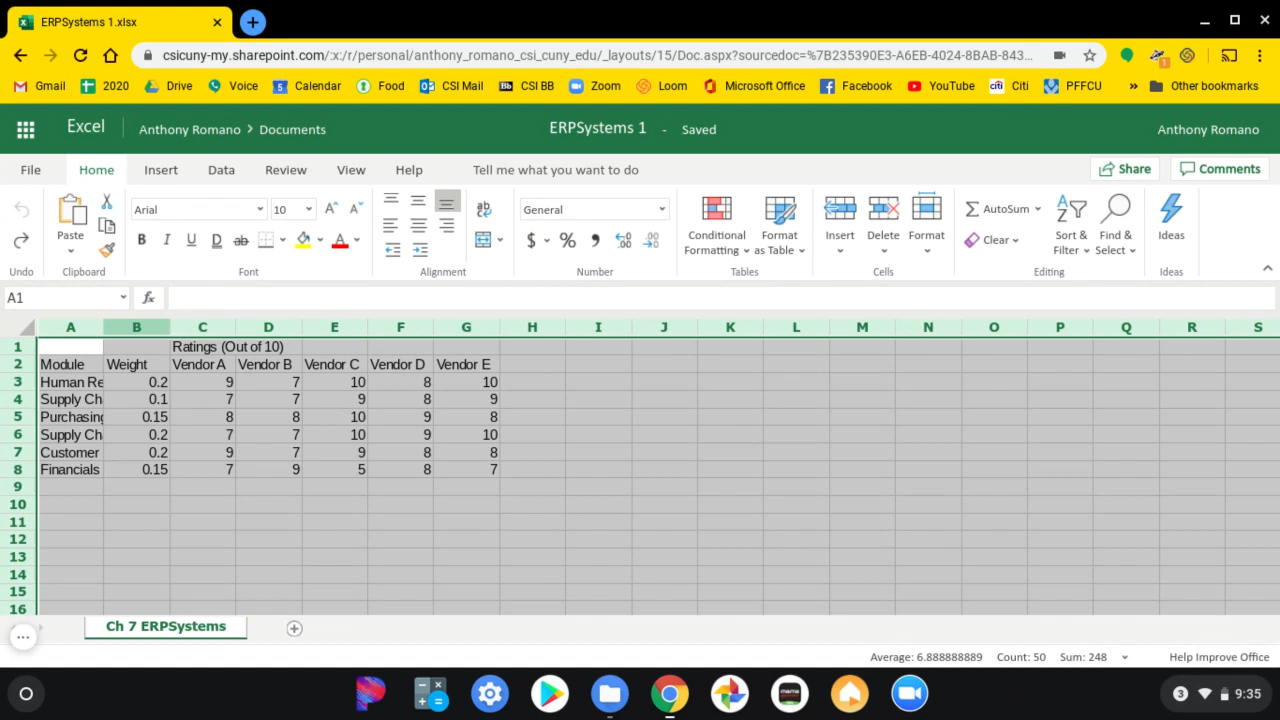 ERPSystems 1.xlsx
csicuny-my.sharepoint.com/:x:/r/personal/anthony_romano_csi_cuny_edu/_layouts/15/Doc.aspx?sourcedoc=%7B235390E3-A6EB-4024-8BAB-843...
Gmail 2020 Drive Voice Calendar Food CSI Mail CSI BB Zoom Loom Microsoft Office Facebook YouTube Citi PFFCU » Other bookmarks
Excel Anthony Romano > Documents ERPSystems 1 - Saved Anthony Romano
File Home Insert Data Review View Help Tell me what you want to do Share Comments
Paste Arial 10 General Conditional Formatting Format as Table Insert Delete Format AutoSum Clear Sort & Filter Find & Select Ideas
Undo Clipboard Font Alignment Number Tables Cells Editing Ideas
A1 fx
A B C D E F G H I J K L M N O P Q R S
1 Ratings (Out of 10)
2 Module Weight Vendor A Vendor B Vendor C Vendor D Vendor E
3 Human Re 0.2 9 7 10 8 10
4 Supply Ch 0.1 7 7 9 8 9
5 Purchasing 0.15 8 8 10 9 8
6 Supply Ch 0.2 7 7 10 9 10
7 Customer 0.2 9 7 9 8 8
8 Financials 0.15 7 9 5 8 7
9
10
11
12
13
14
15
16
Ch 7 ERPSystems
Average: 6.888888889 Count: 50 Sum: 248 Help Improve Office
3 9:35